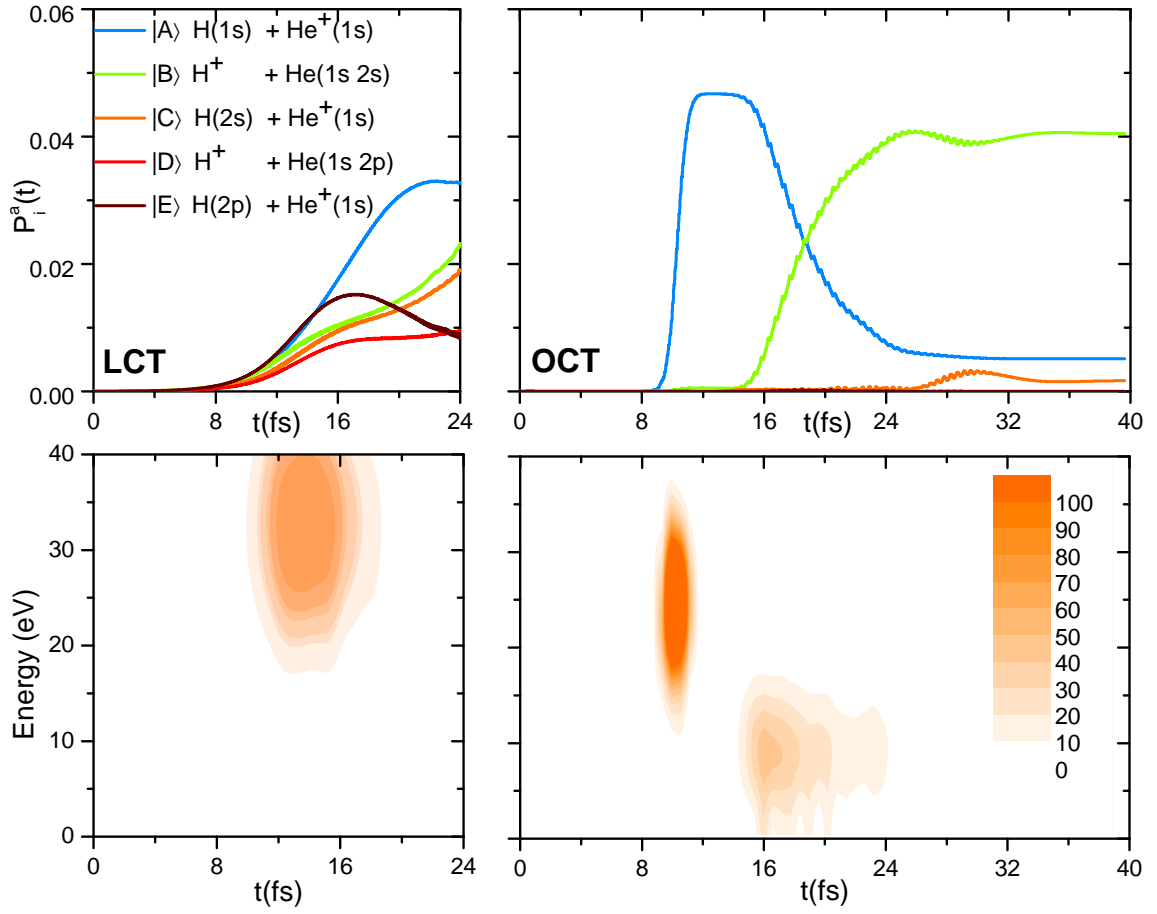 0.06
0.04
0.02
0.00
P_i^a(t)
|A⟩ H(1s) + He⁺(1s)
|B⟩ H⁺ + He(1s 2s)
|C⟩ H(2s) + He⁺(1s)
|D⟩ H⁺ + He(1s 2p)
|E⟩ H(2p) + He⁺(1s)
LCT
0 8 16 24
t(fs)
OCT
0 8 16 24 32 40
t(fs)
40
30
20
10
0
Energy (eV)
0 8 16 24
t(fs)
100
90
80
70
60
50
40
30
20
10
0
0 8 16 24 32 40
t(fs)